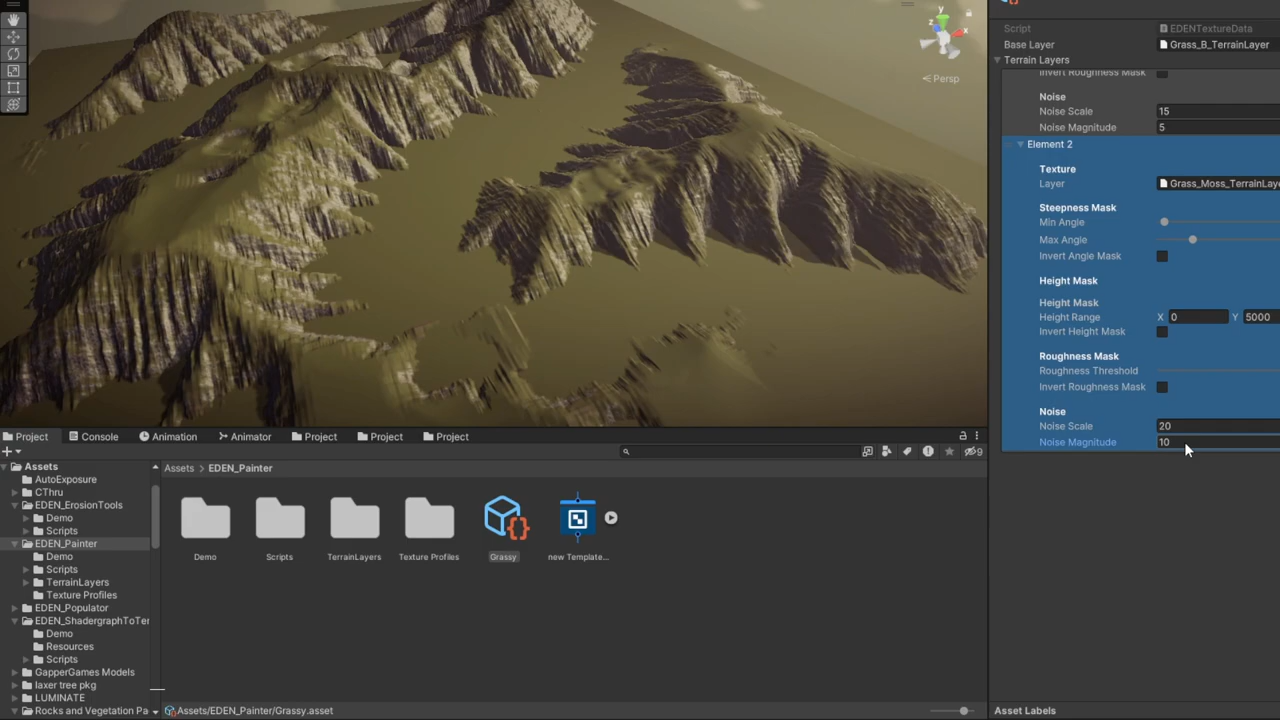 y
z
x
Persp
Script
EDENTextureData
Base Layer
Grass_B_TerrainLayer
Terrain Layers
Invert Roughness Mask
Noise
Noise Scale
15
Noise Magnitude
5
Element 2
Texture
Layer
Grass_Moss_TerrainLaye
Steepness Mask
Min Angle
Max Angle
Invert Angle Mask
Height Mask
Height Mask
Height Range
X 0 Y 5000
Invert Height Mask
Roughness Mask
Roughness Threshold
Invert Roughness Mask
Noise
Noise Scale
20
Noise Magnitude
10
Project Console Animation Animator Project Project Project
9
Assets > EDEN_Painter
Assets
AutoExposure
CThru
EDEN_ErosionTools
Demo
Scripts
EDEN_Painter
Demo
Scripts
TerrainLayers
Texture Profiles
EDEN_Populator
EDEN_ShadergraphToTer
Demo
Resources
Scripts
GapperGames Models
laxer tree pkg
LUMINATE
Rocks and Vegetation Pa
Demo
Scripts
TerrainLayers
Texture Profiles
Grassy
new Template...
Assets/EDEN_Painter/Grassy.asset
Asset Labels